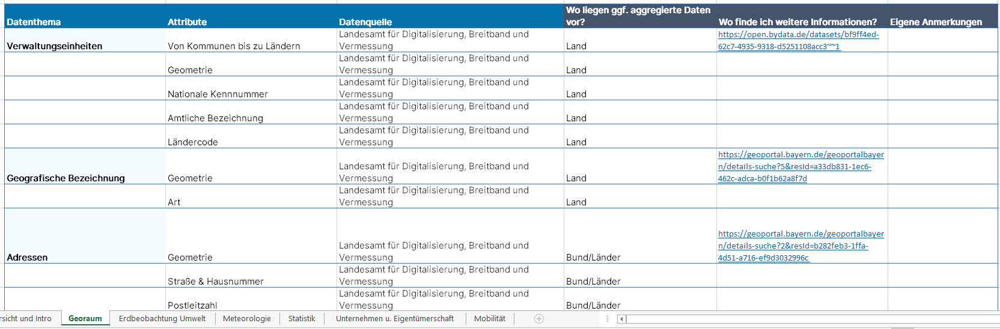 Wo liegen ggf. aggregierte Daten
Datenthema Attribute Datenquelle vor? Wo finde ich weitere Informationen? Eigene Anmerkungen
Landesamt für Digitalisierung, Breitband und https://open.bydata.de/datasets/bf9ff4ed-
Verwaltungseinheiten Von Kommunen bis zu Ländern Vermessung Land 62c7-4935-9318-d5251108acc3~~1
Landesamt für Digitalisierung, Breitband und
Geometrie Vermessung Land
Landesamt für Digitalisierung, Breitband und
Nationale Kennnummer Vermessung Land
Landesamt für Digitalisierung, Breitband und
Amtliche Bezeichnung Vermessung Land
Landesamt für Digitalisierung, Breitband und
Ländercode Vermessung Land
https://geoportal.bayern.de/geoportalbayer
Landesamt für Digitalisierung, Breitband und n/details-suche?5&resId=a33db831-1ec6-
Geografische Bezeichnung Geometrie Vermessung Land 462c-adca-b0f1b62a8f7d
Landesamt für Digitalisierung, Breitband und
Art Vermessung Land
https://geoportal.bayern.de/geoportalbayer
Landesamt für Digitalisierung, Breitband und n/details-suche?2&resId=b282feb3-1ffa-
Adressen Geometrie Vermessung Bund/Länder 4d51-a716-ef9d3032996c
Landesamt für Digitalisierung, Breitband und
Straße & Hausnummer Vermessung Bund/Länder
Landesamt für Digitalisierung, Breitband und
Postleitzahl Vermessung Bund/Länder
rsicht und Intro Georaum Erdbeobachtung Umwelt Meteorologie Statistik Unternehmen u. Eigentümerschaft Mobilität